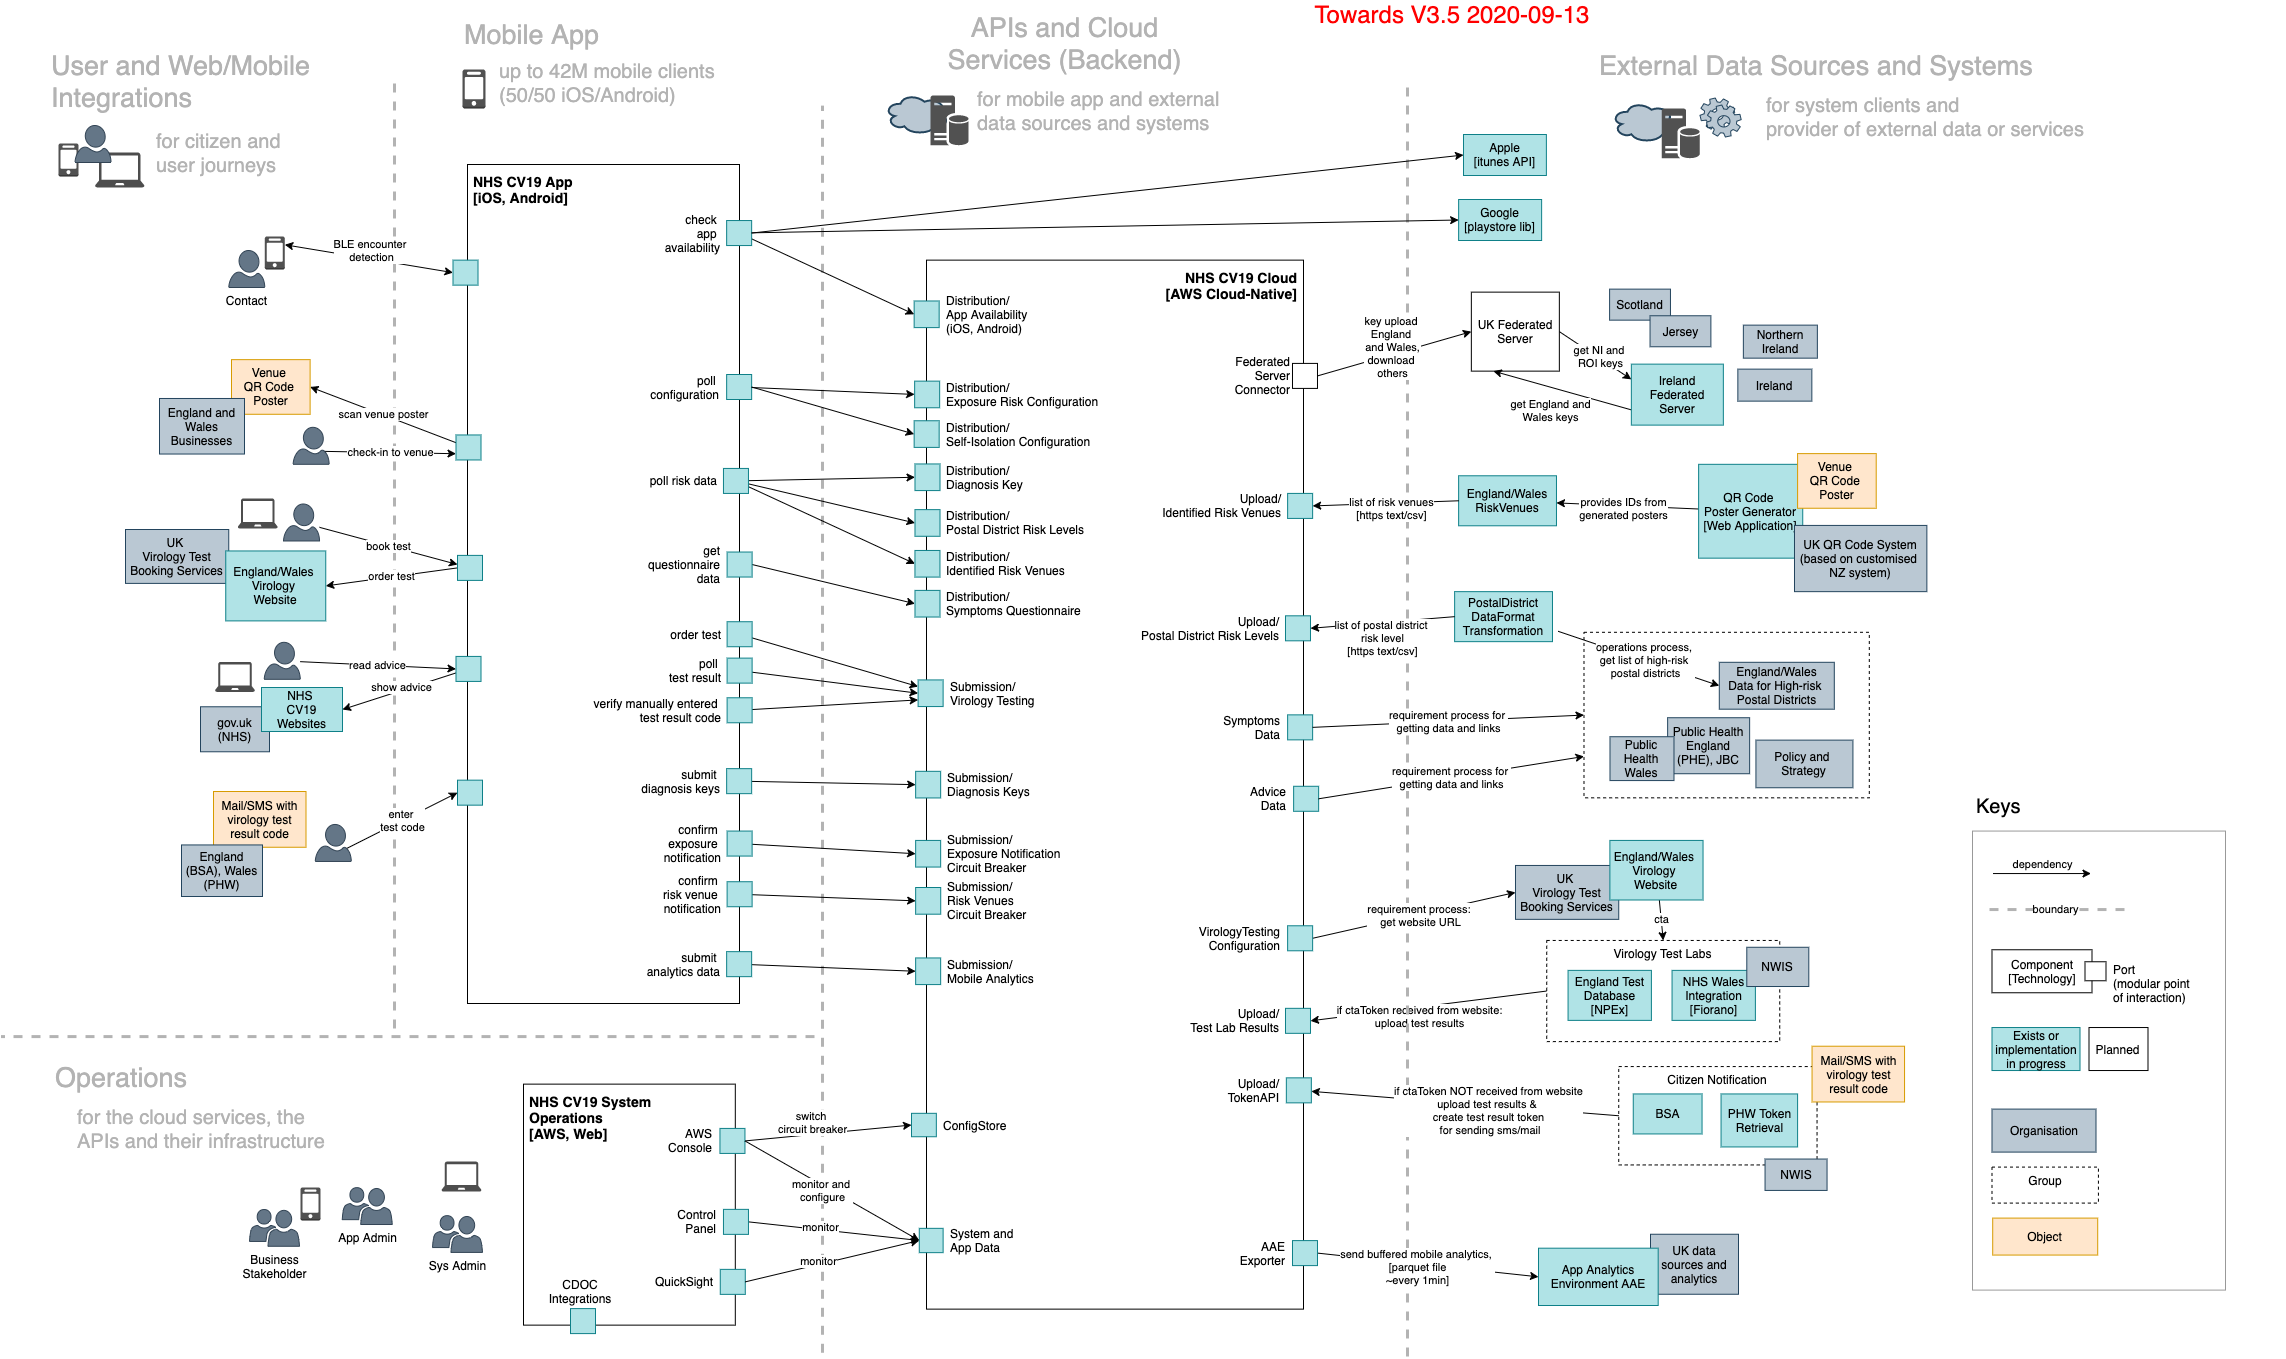 Towards V3.5 2020-09-13
User and Web/Mobile
Integrations
for citizen and
user journeys
Mobile App
up to 42M mobile clients
(50/50 iOS/Android)
APIs and Cloud
Services (Backend)
for mobile app and external
data sources and systems
External Data Sources and Systems
for system clients and
provider of external data or services
Contact
BLE encounter
detection
Venue
QR Code
Poster
England and
Wales
Businesses
scan venue poster
check-in to venue
UK
Virology Test
Booking Services
England/Wales
Virology
Website
book test
order test
read advice
show advice
NHS
CV19
Websites
gov.uk
(NHS)
Mail/SMS with
virology test
result code
England
(BSA), Wales
(PHW)
enter
test code
NHS CV19 App
[iOS, Android]
check
app
availability
poll
configuration
poll risk data
get
questionnaire
data
order test
poll
test result
verify manually entered
test result code
submit
diagnosis keys
confirm
exposure
notification
confirm
risk venue
notification
submit
analytics data
NHS CV19 Cloud
[AWS Cloud-Native]
Distribution/
App Availability
(iOS, Android)
Distribution/
Exposure Risk Configuration
Distribution/
Self-Isolation Configuration
Distribution/
Diagnosis Key
Distribution/
Postal District Risk Levels
Distribution/
Identified Risk Venues
Distribution/
Symptoms Questionnaire
Submission/
Virology Testing
Submission/
Diagnosis Keys
Submission/
Exposure Notification
Circuit Breaker
Submission/
Risk Venues
Circuit Breaker
Submission/
Mobile Analytics
ConfigStore
System and
App Data
Federated
Server
Connector
Upload/
Identified Risk Venues
Upload/
Postal District Risk Levels
Symptoms
Data
Advice
Data
VirologyTesting
Configuration
Upload/
Test Lab Results
Upload/
TokenAPI
AAE
Exporter
Apple
[itunes API]
Google
[playstore lib]
key upload
England
and Wales,
download
others
UK Federated
Server
get NI and
ROI keys
get England and
Wales keys
Scotland
Jersey
Northern
Ireland
Ireland
Ireland
Federated
Server
list of risk venues
[https text/csv]
England/Wales
RiskVenues
provides IDs from
generated posters
QR Code
Poster Generator
[Web Application]
Venue
QR Code
Poster
UK QR Code System
(based on customised
NZ system)
list of postal district
risk level
[https text/csv]
PostalDistrict
DataFormat
Transformation
operations process,
get list of high-risk
postal districts
England/Wales
Data for High-risk
Postal Districts
requirement process for
getting data and links
requirement process for
getting data and links
Public
Health
Wales
Public Health
England
(PHE), JBC
Policy and
Strategy
requirement process:
get website URL
UK
Virology Test
Booking Services
England/Wales
Virology
Website
cta
Virology Test Labs
England Test
Database
[NPEx]
NHS Wales
Integration
[Fiorano]
NWIS
if ctaToken received from website:
upload test results
if ctaToken NOT received from website
upload test results &
create test result token
for sending sms/mail
Citizen Notification
BSA
PHW Token
Retrieval
Mail/SMS with
virology test
result code
NWIS
send buffered mobile analytics,
[parquet file
~every 1min]
App Analytics
Environment AAE
UK data
sources and
analytics
Operations
for the cloud services, the
APIs and their infrastructure
Business
Stakeholder
App Admin
Sys Admin
NHS CV19 System
Operations
[AWS, Web]
AWS
Console
Control
Panel
QuickSight
CDOC
Integrations
switch
circuit breaker
monitor and
configure
monitor
monitor
Keys
dependency
boundary
Component
[Technology]
Port
(modular point
of interaction)
Exists or
implementation
in progress
Planned
Organisation
Group
Object